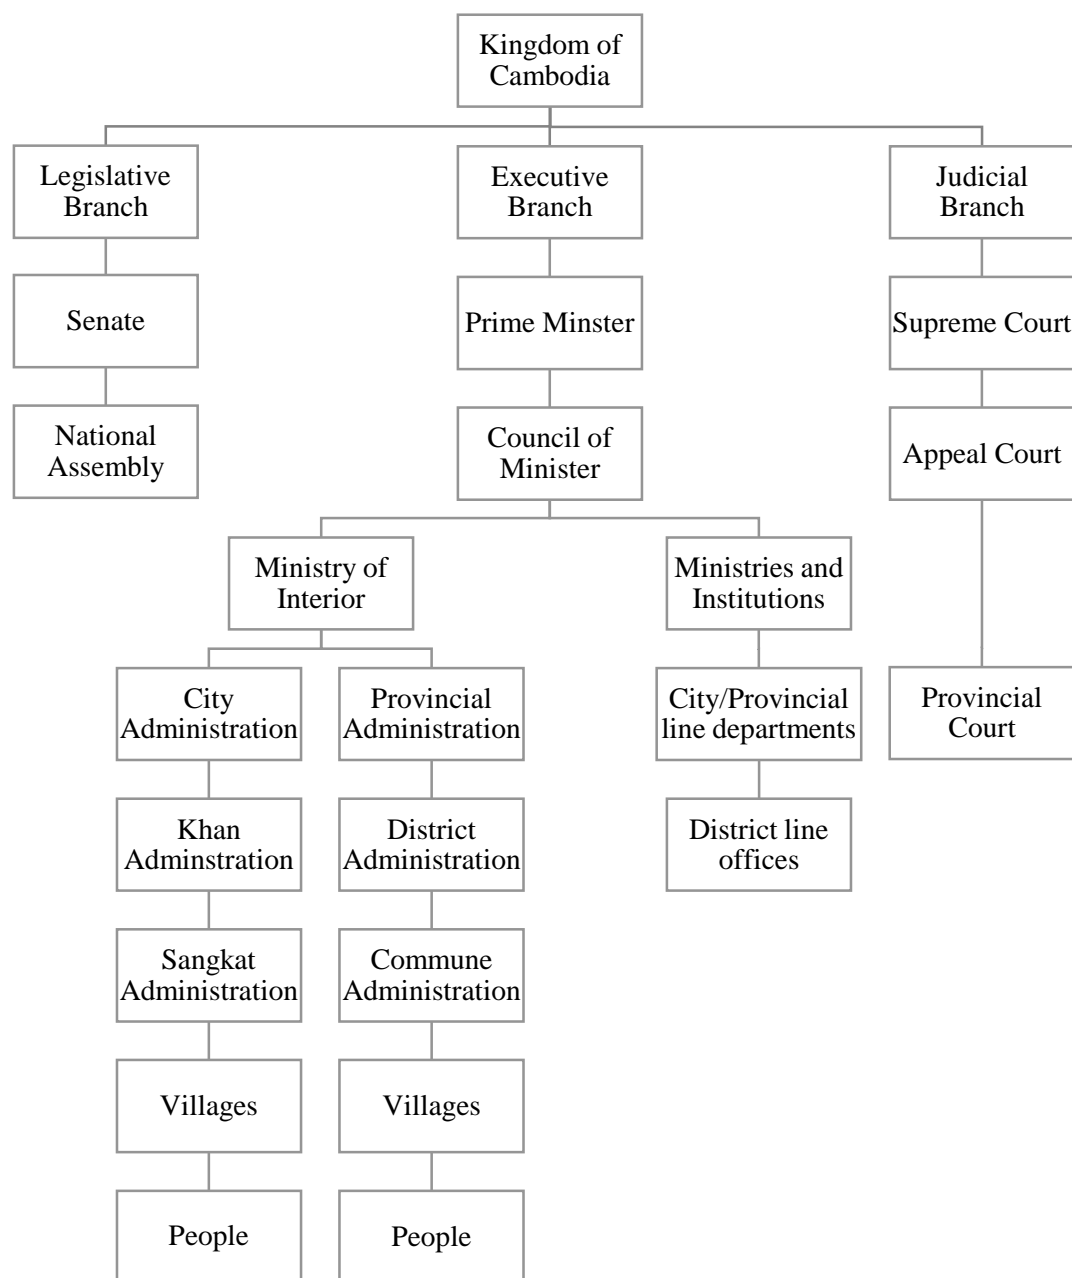 Kingdom of
Cambodia
Legislative
Branch
Executive
Branch
Judicial
Branch
Senate
Prime Minster
Supreme Court
National
Assembly
Council of
Minister
Appeal Court
Ministry of
Interior
Ministries and
Institutions
City
Administration
Provincial
Administration
City/Provincial
line departments
Provincial
Court
Khan
Adminstration
District
Administration
District line
offices
Sangkat
Administration
Commune
Administration
Villages
Villages
People
People